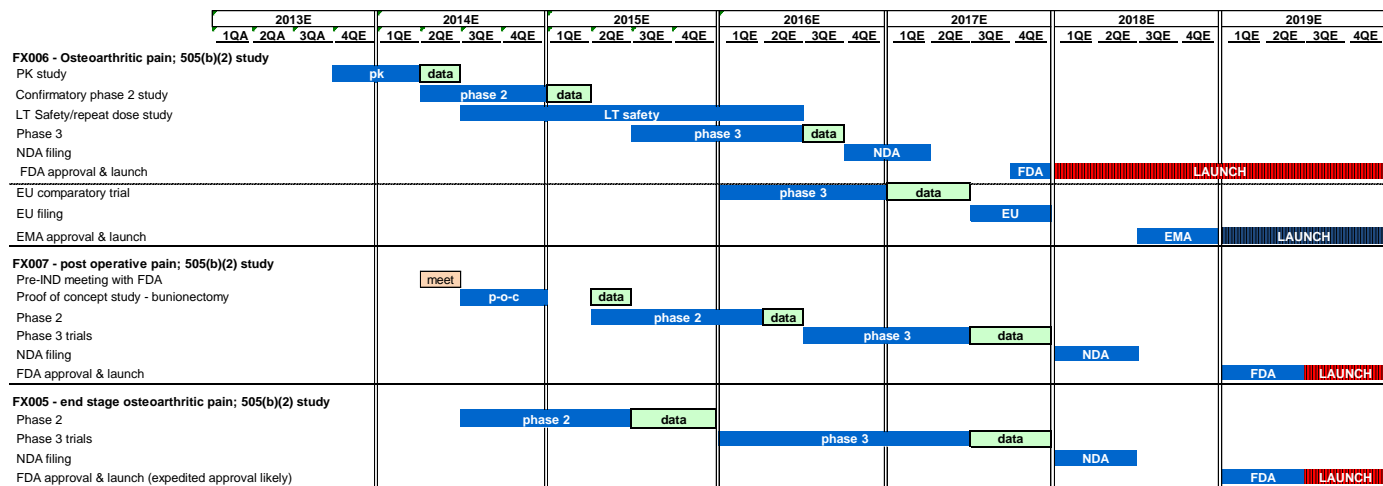 2013E 2014E 2015E 2016E 2017E 2018E 2019E
1QA 2QA 3QA 4QE 1QE 2QE 3QE 4QE 1QE 2QE 3QE 4QE 1QE 2QE 3QE 4QE 1QE 2QE 3QE 4QE 1QE 2QE 3QE 4QE 1QE 2QE 3QE 4QE
FX006 - Osteoarthritic pain; 505(b)(2) study
PK study pk data
Confirmatory phase 2 study phase 2 data
LT Safety/repeat dose study LT safety
Phase 3 phase 3 data
NDA filing NDA
FDA approval & launch FDA LAUNCH
EU comparatory trial phase 3 data
EU filing EU
EMA approval & launch EMA LAUNCH
FX007 - post operative pain; 505(b)(2) study
Pre-IND meeting with FDA meet
Proof of concept study - bunionectomy p-o-c data
Phase 2 phase 2 data
Phase 3 trials phase 3 data
NDA filing NDA
FDA approval & launch FDA LAUNCH
FX005 - end stage osteoarthritic pain; 505(b)(2) study
Phase 2 phase 2 data
Phase 3 trials phase 3 data
NDA filing NDA
FDA approval & launch (expedited approval likely) FDA LAUNCH